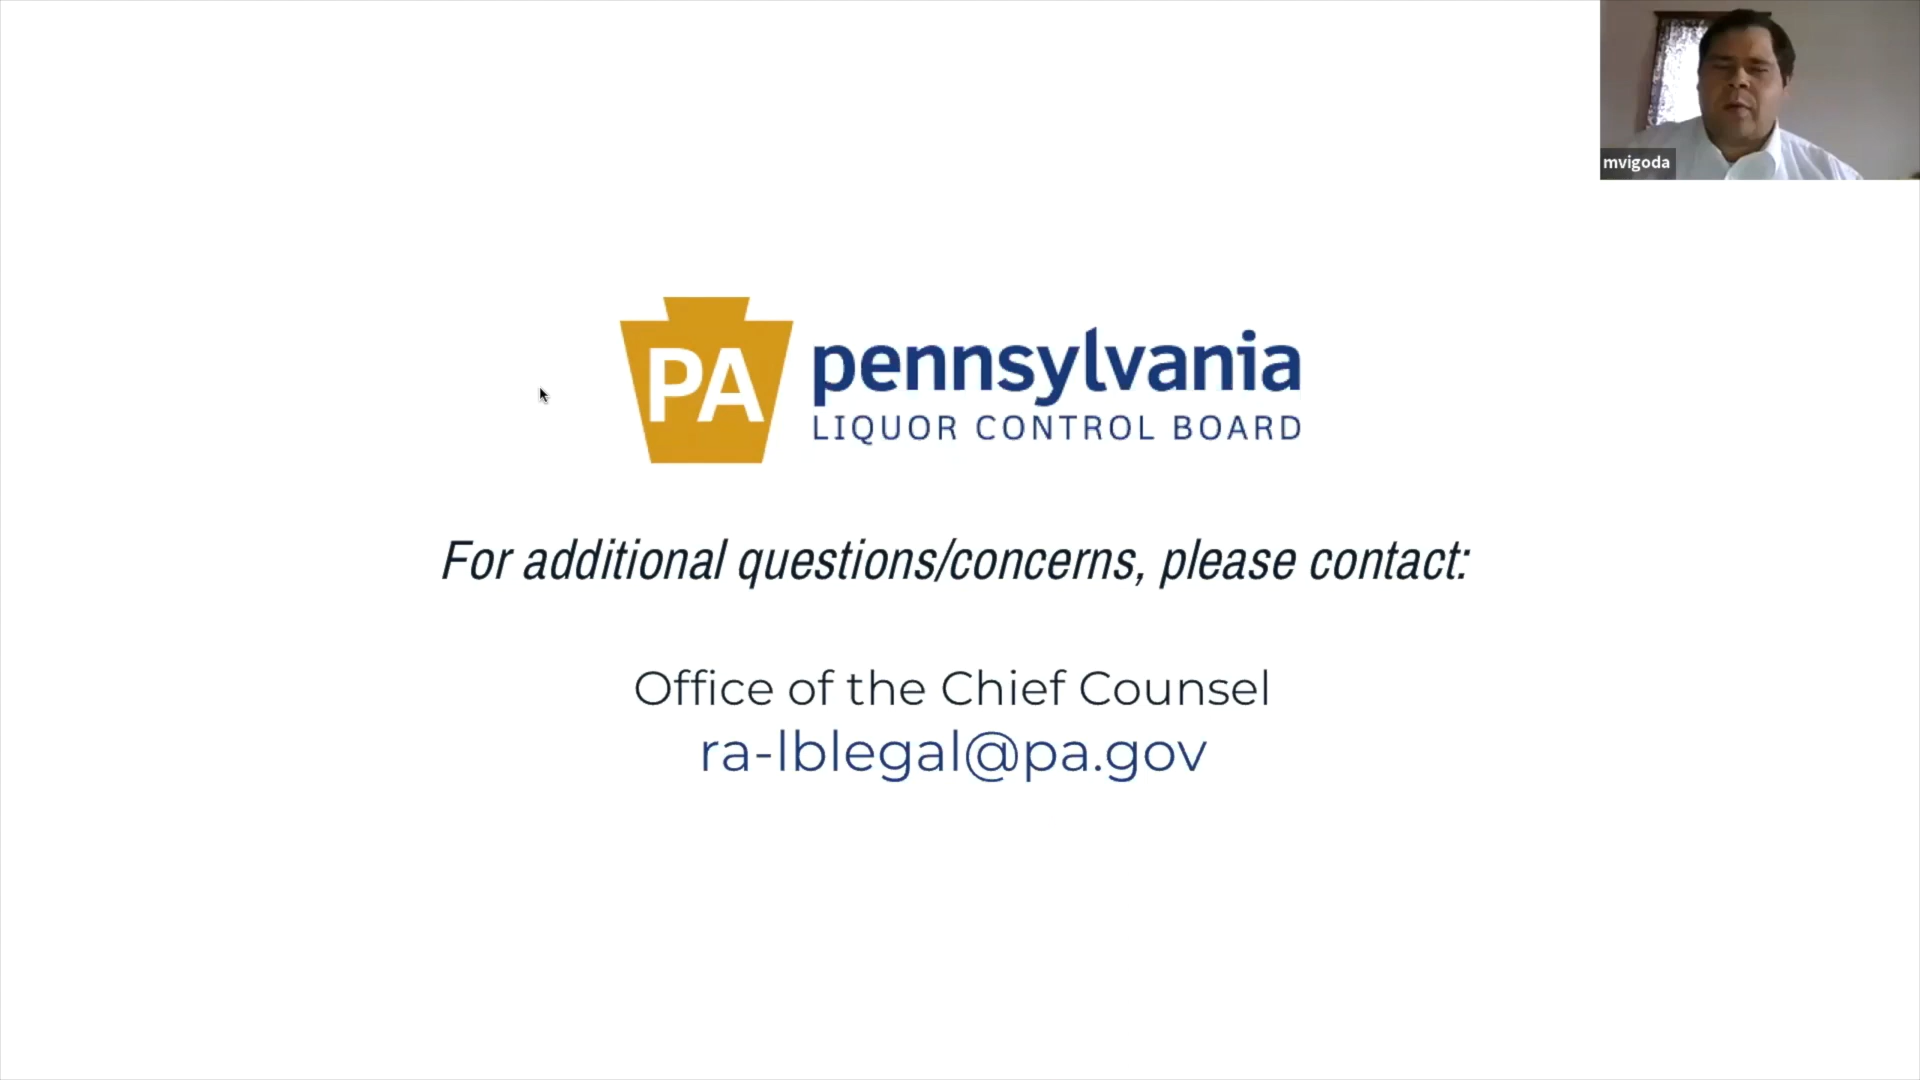 mvigoda
PA
pennsylvania
LIQUOR CONTROL BOARD
For additional questions/concerns, please contact:
Office of the Chief Counsel
ra-lblegal@pa.gov